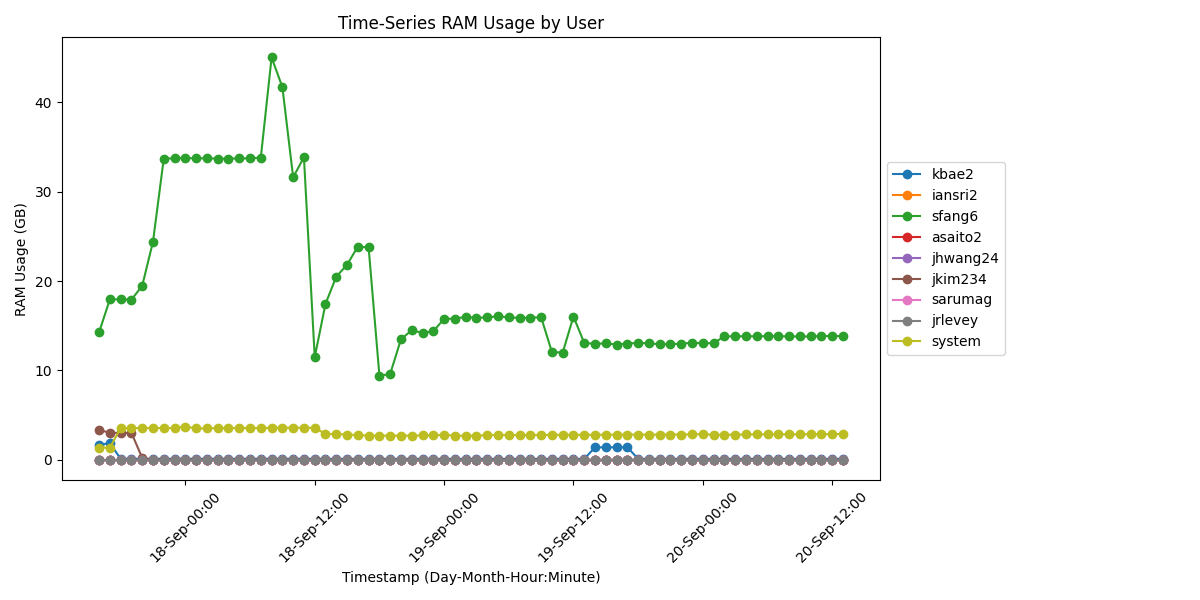 Time-Series RAM Usage by User
RAM Usage (GB)
40
30
20
10
0
18-Sep-00:00
18-Sep-12:00
19-Sep-00:00
19-Sep-12:00
20-Sep-00:00
20-Sep-12:00
Timestamp (Day-Month-Hour:Minute)
kbae2
iansri2
sfang6
asaito2
jhwang24
jkim234
sarumag
jrlevey
system